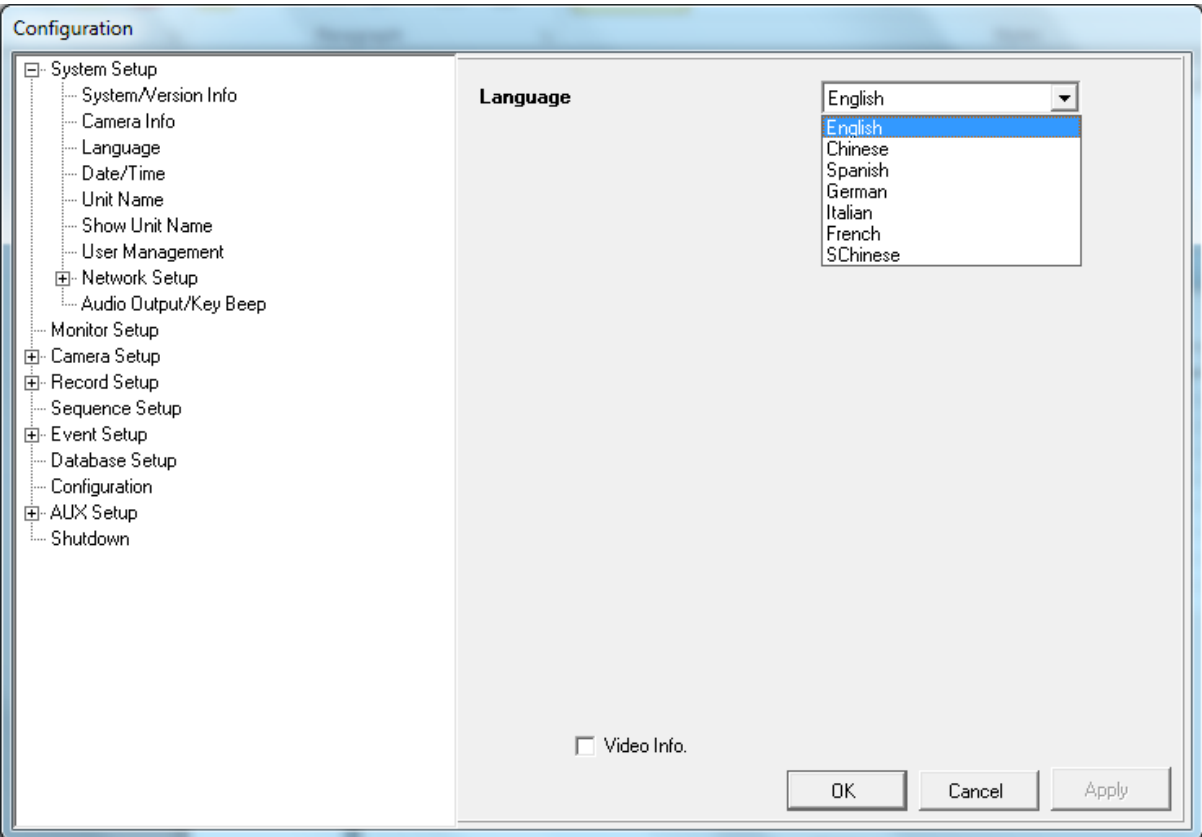 Configuration
System Setup
System/Version Info
Camera Info
Language
Date/Time
Unit Name
Show Unit Name
User Management
Network Setup
Audio Output/Key Beep
Monitor Setup
Camera Setup
Record Setup
Sequence Setup
Event Setup
Database Setup
Configuration
AUX Setup
Shutdown
Language
English
English
Chinese
Spanish
German
Italian
French
SChinese
Video Info.
OK
Cancel
Apply